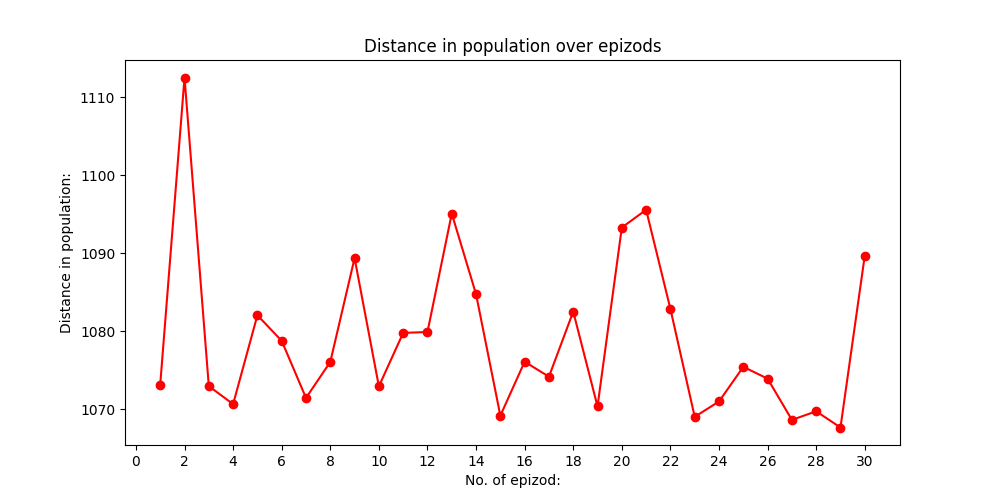 Distance in population over epizods
1110
1100
1090
1080
1070
Distance in population:
0 2 4 6 8 10 12 14 16 18 20 22 24 26 28 30
No. of epizod: